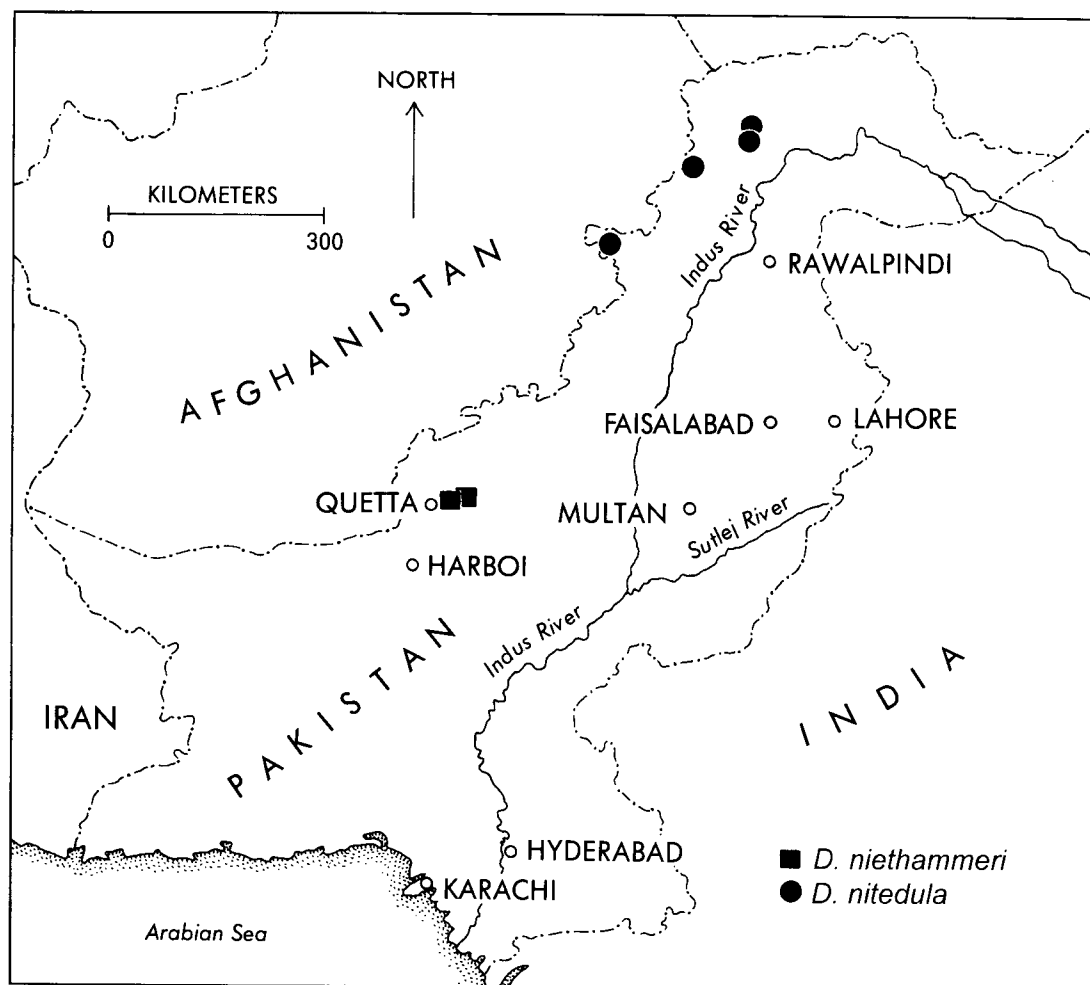 NORTH
KILOMETERS
0 300
Indus River
RAWALPINDI
AFGHANISTAN
FAISALABAD
LAHORE
QUETTA
MULTAN
Sutlej River
HARBOI
Indus River
PAKISTAN
INDIA
IRAN
HYDERABAD
D. niethammeri
KARACHI
D. nitedula
Arabian Sea